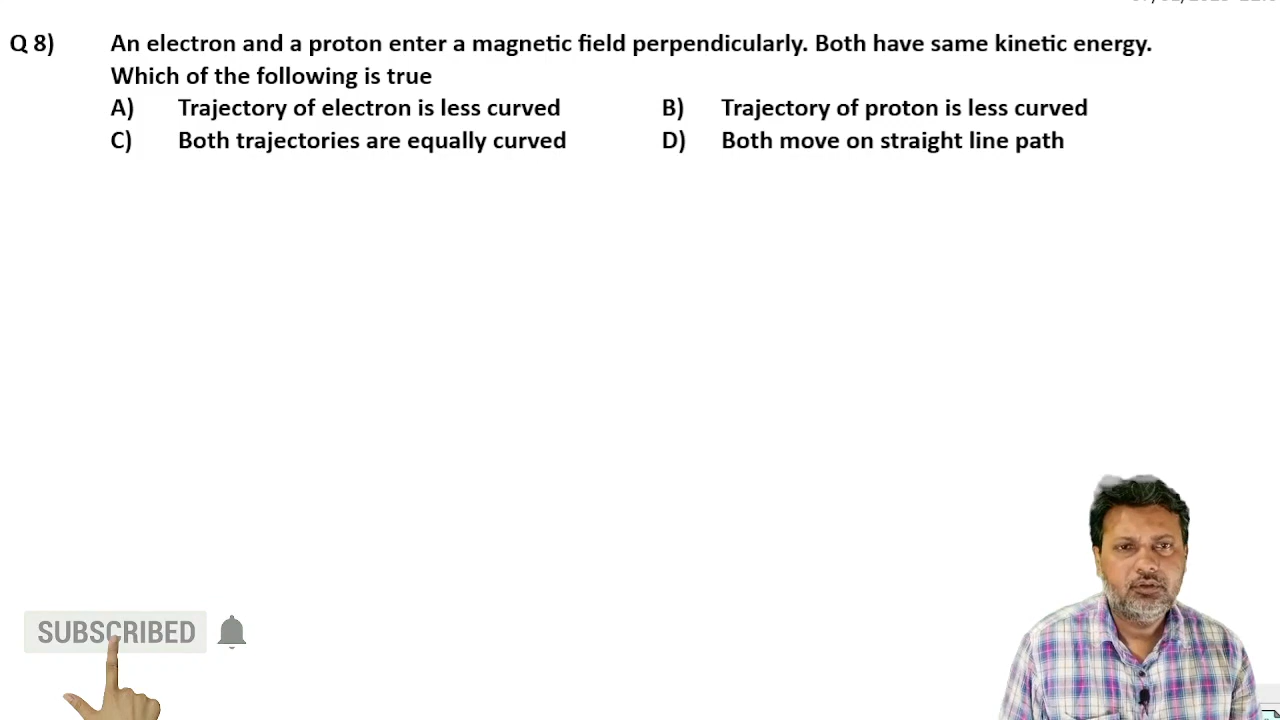 Q 8) An electron and a proton enter a magnetic field perpendicularly. Both have same kinetic energy.
Which of the following is true
A) Trajectory of electron is less curved B) Trajectory of proton is less curved
C) Both trajectories are equally curved D) Both move on straight line path
SUBSCRIBED